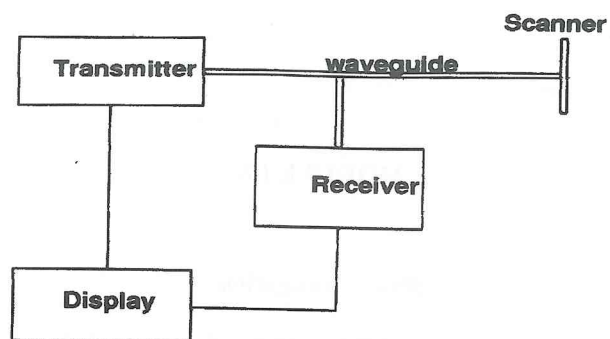 Scanner
Transmitter
waveguide
Receiver
Display